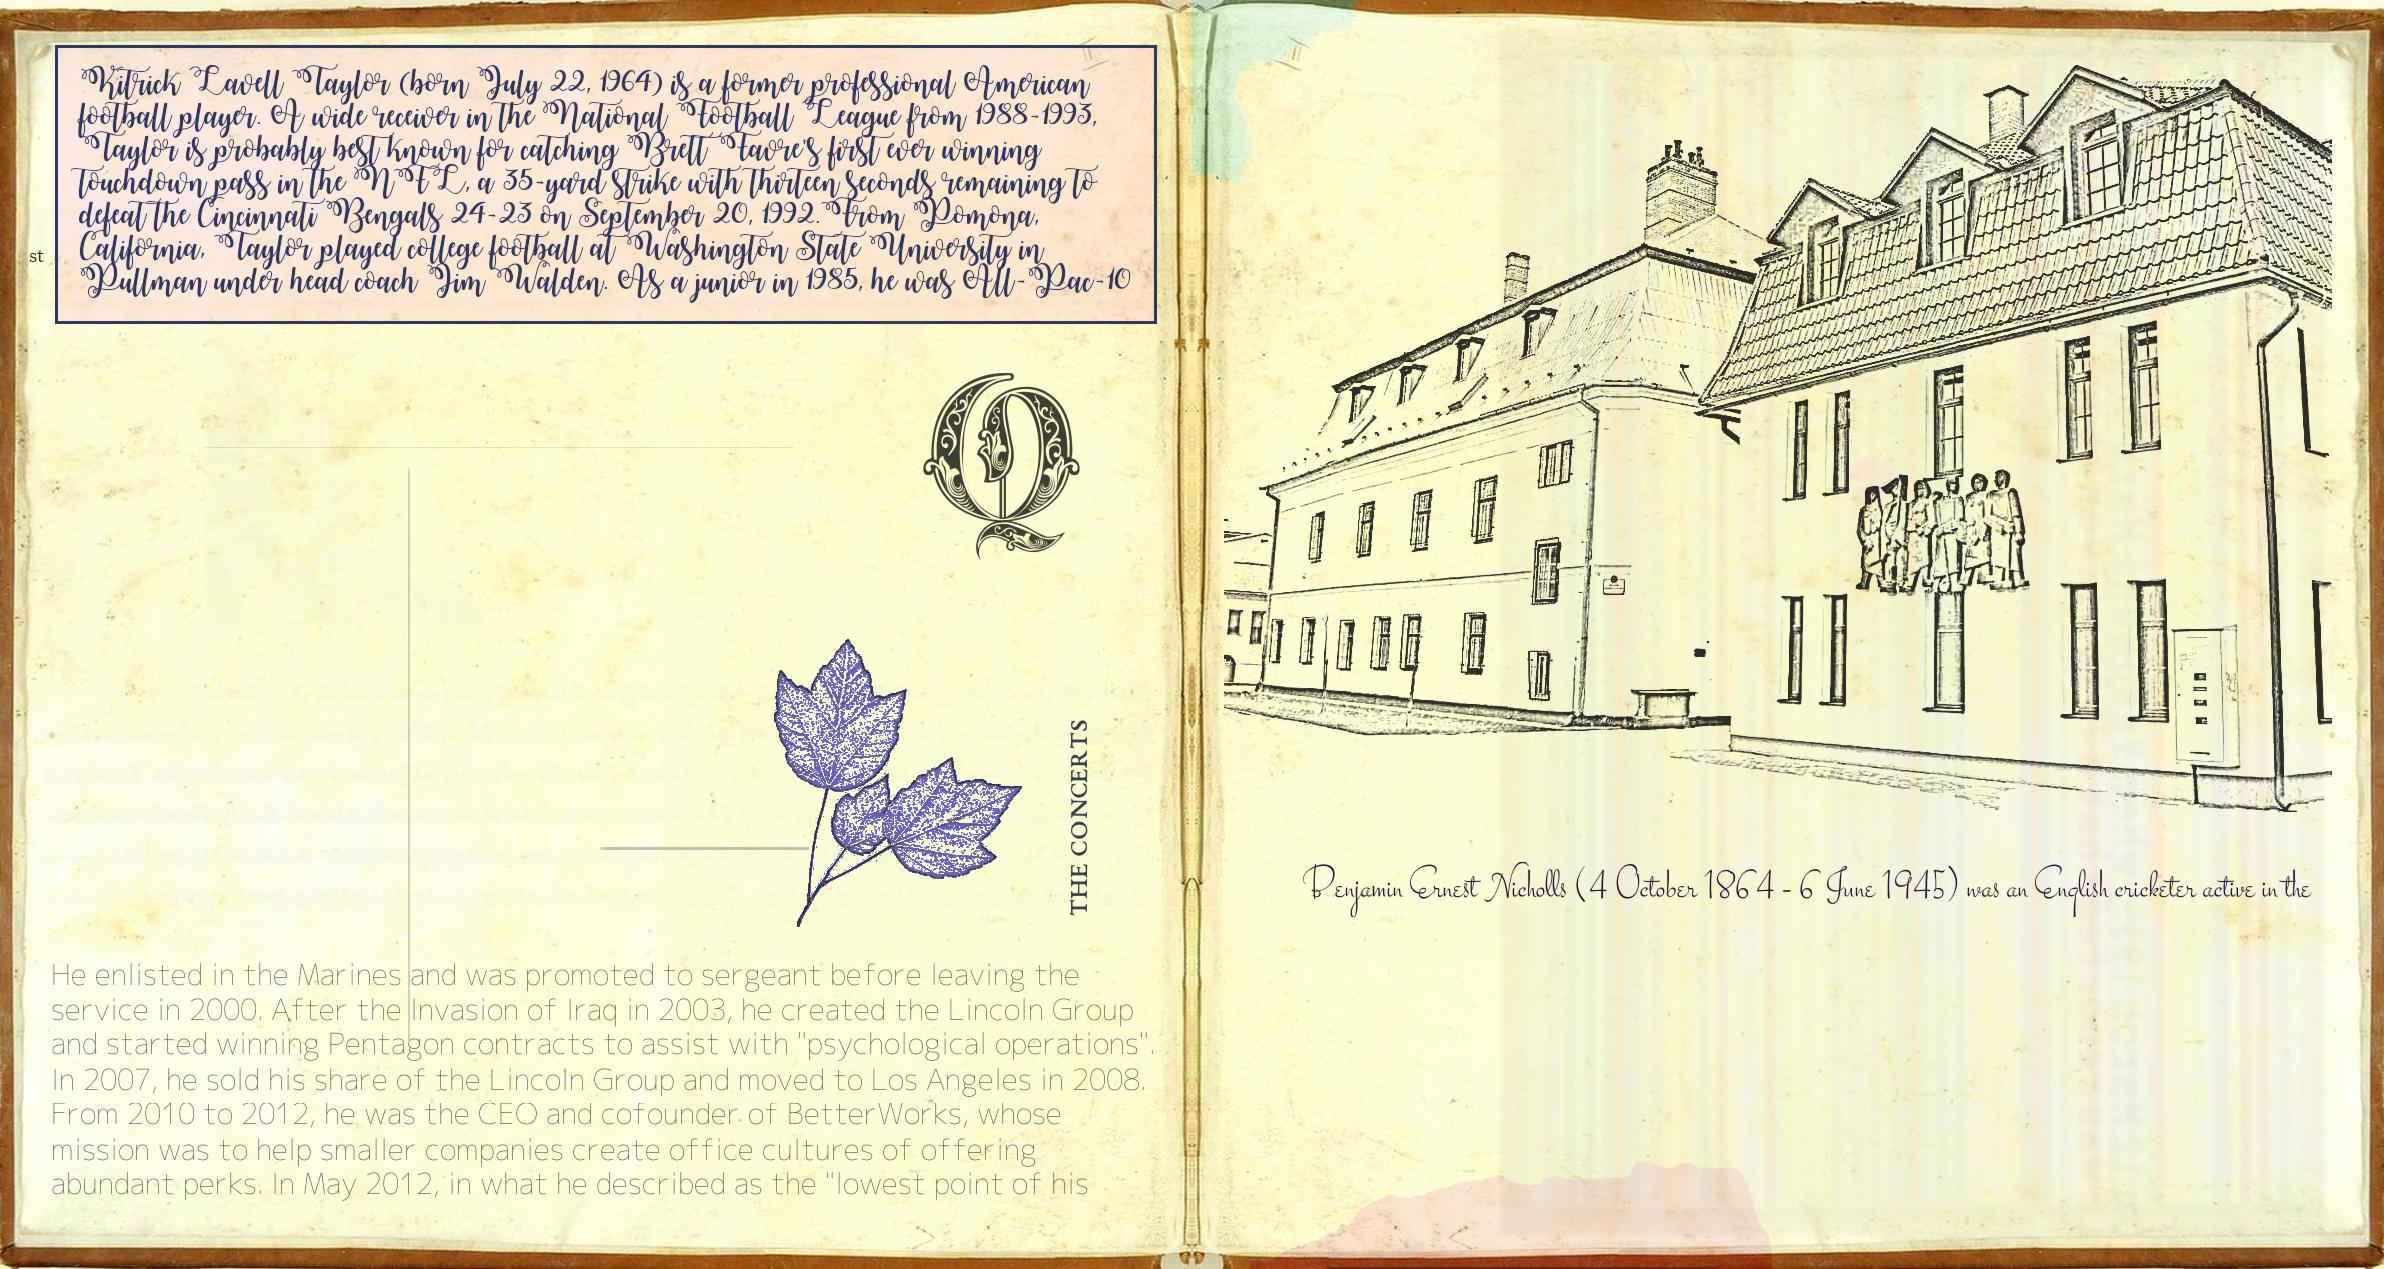 Kitrick Lavell Taylor (born July 22, 1964) is a former professional American
football player. A wide receiver in the National Football League from 1988-1993,
Taylor is probably best known for catching Brett Favre's first ever winning
touchdown pass in the NFL, a 35-yard strike with thirteen seconds remaining to
defeat the Cincinnati Bengals 24-23 on September 20, 1992. From Pomona,
California, Taylor played college football at Washington State University in
Pullman under head coach Jim Walden. As a junior in 1985, he was All-Pac-10
st
Q
THE CONCERTS
He enlisted in the Marines and was promoted to sergeant before leaving the
service in 2000. After the Invasion of Iraq in 2003, he created the Lincoln Group
and started winning Pentagon contracts to assist with "psychological operations".
In 2007, he sold his share of the Lincoln Group and moved to Los Angeles in 2008.
From 2010 to 2012, he was the CEO and cofounder of BetterWorks, whose
mission was to help smaller companies create office cultures of offering
abundant perks. In May 2012, in what he described as the "lowest point of his
Benjamin Ernest Nicholls (4 October 1864 - 6 June 1945) was an English cricketer active in the